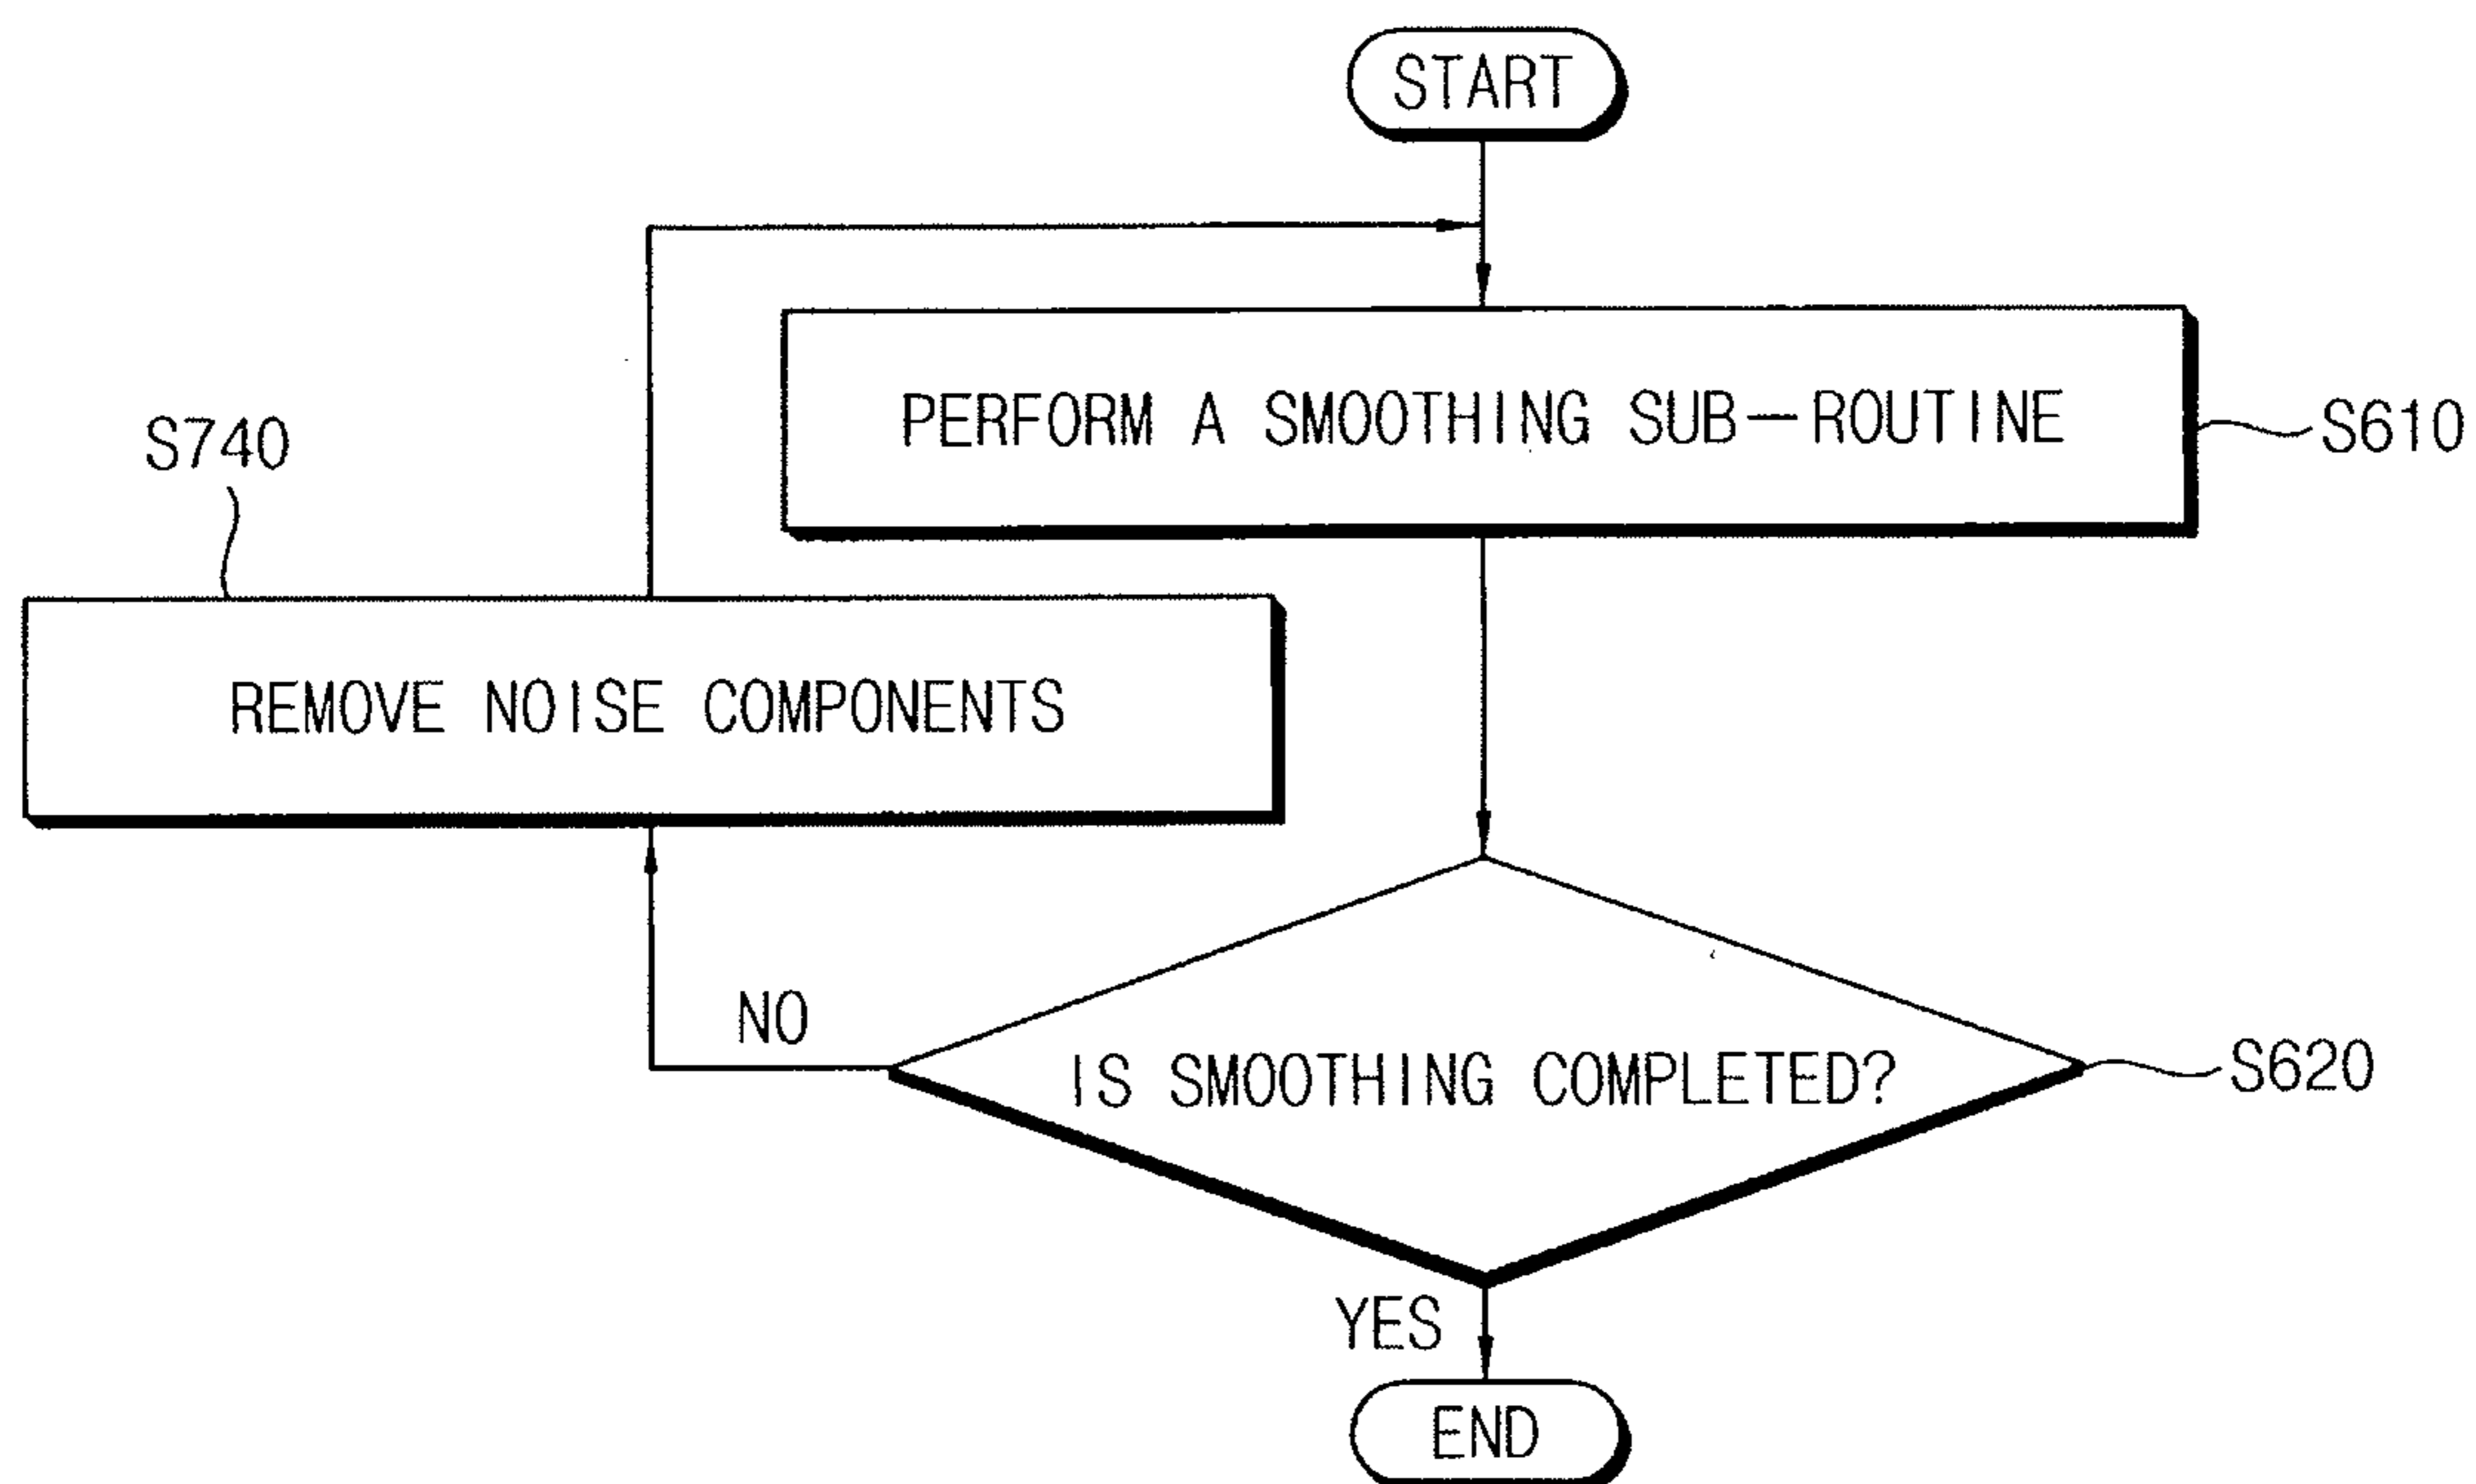 START
PERFORM A SMOOTHING SUB-ROUTINE
S610
S740
REMOVE NOISE COMPONENTS
NO
IS SMOOTHING COMPLETED?
S620
YES
END